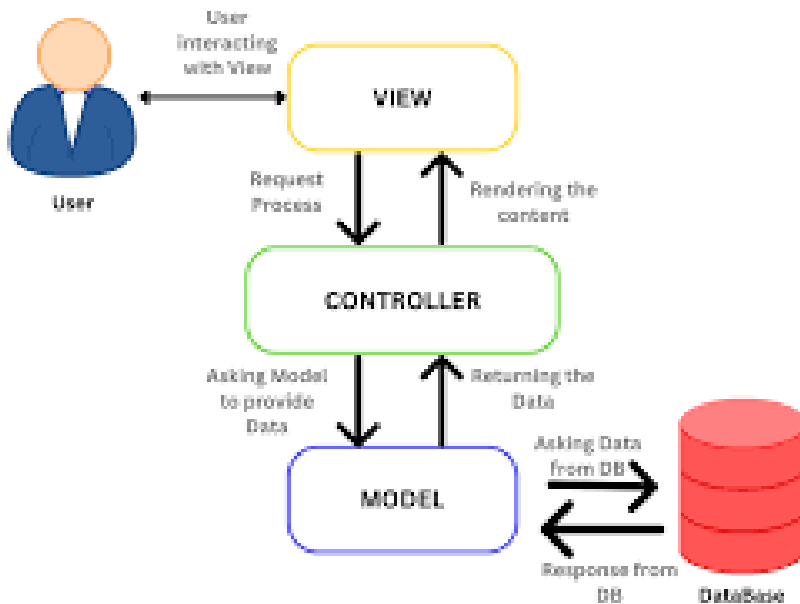 User
interacting
with View
VIEW
User
Request
Process
Rendering the
content
CONTROLLER
Asking Model
to provide
Data
Returning the
Data
MODEL
Asking Data
from DB
Response from
DB
DataBase